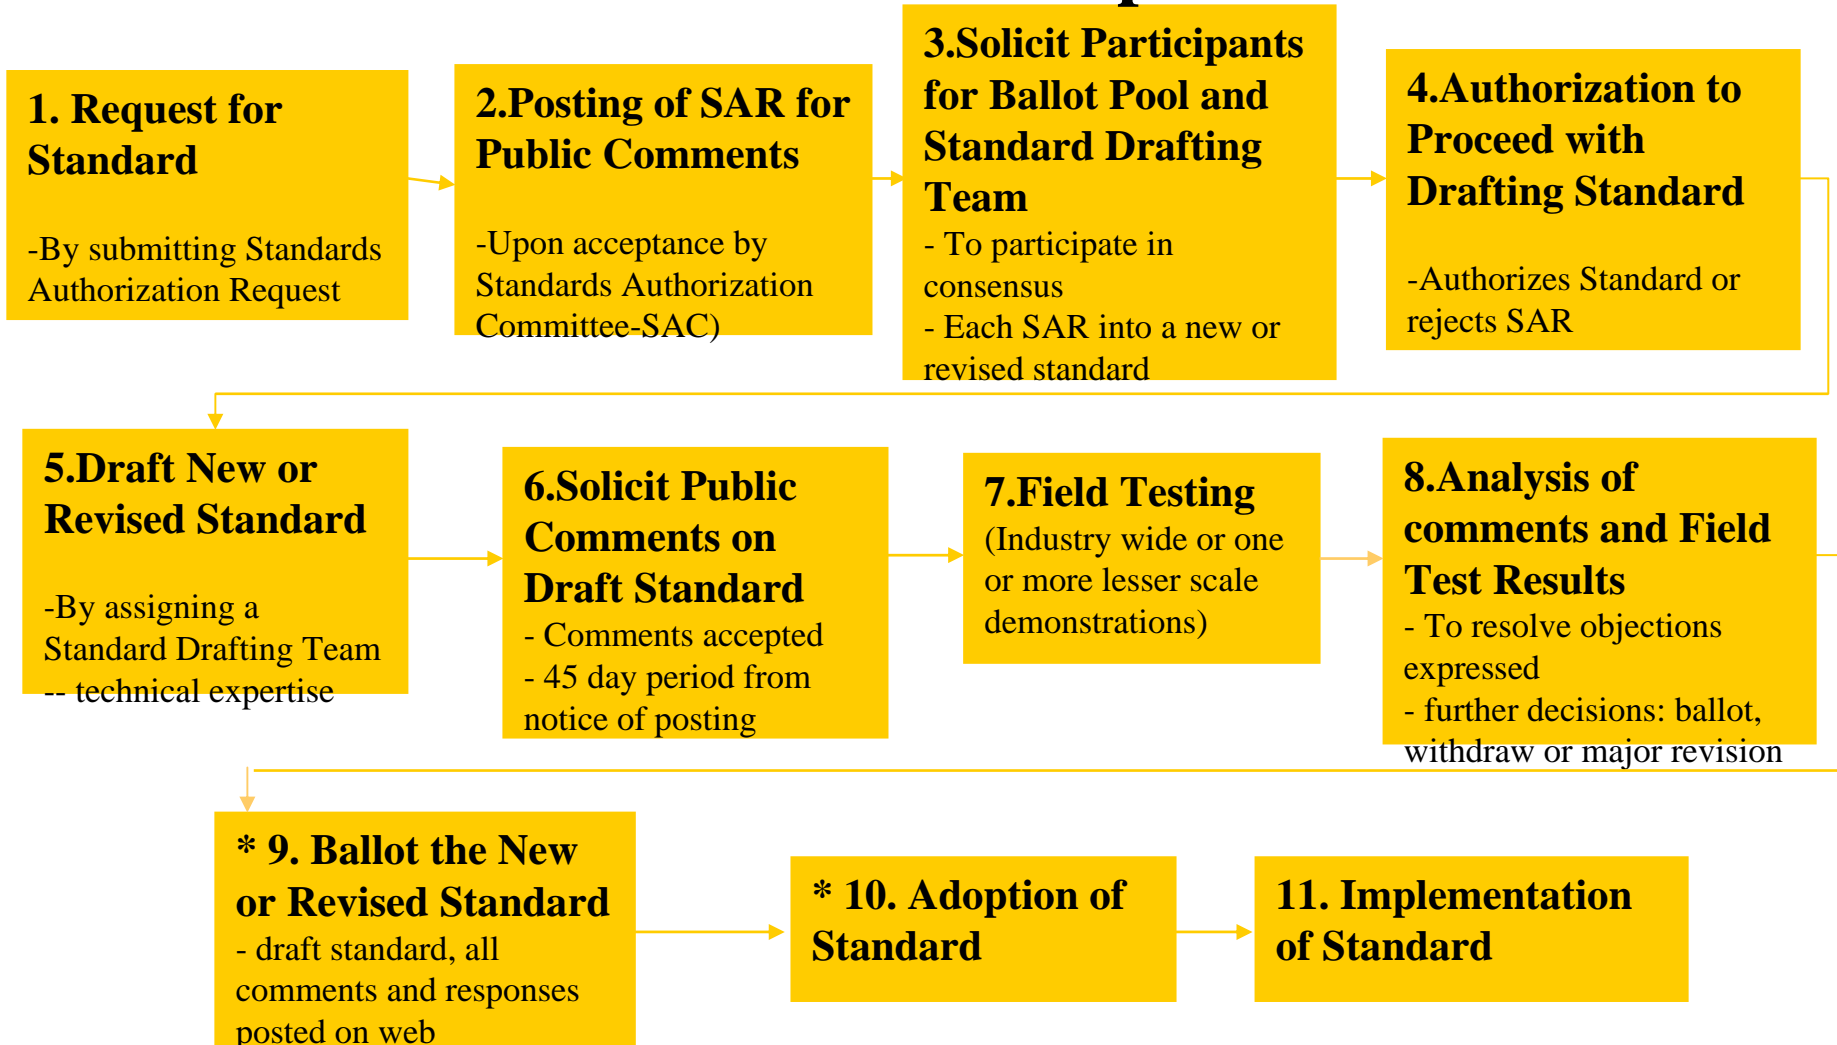 1. Request for
Standard
-By submitting Standards
Authorization Request
2.Posting of SAR for
Public Comments
-Upon acceptance by
Standards Authorization
Committee-SAC)
3.Solicit Participants
for Ballot Pool and
Standard Drafting
Team
- To participate in
consensus
- Each SAR into a new or
revised standard
4.Authorization to
Proceed with
Drafting Standard
-Authorizes Standard or
rejects SAR
5.Draft New or
Revised Standard
-By assigning a
Standard Drafting Team
-- technical expertise
6.Solicit Public
Comments on
Draft Standard
- Comments accepted
- 45 day period from
notice of posting
7.Field Testing
(Industry wide or one
or more lesser scale
demonstrations)
8.Analysis of
comments and Field
Test Results
- To resolve objections
expressed
- further decisions: ballot,
withdraw or major revision
* 9. Ballot the New
or Revised Standard
- draft standard, all
comments and responses
posted on web
* 10. Adoption of
Standard
11. Implementation
of Standard